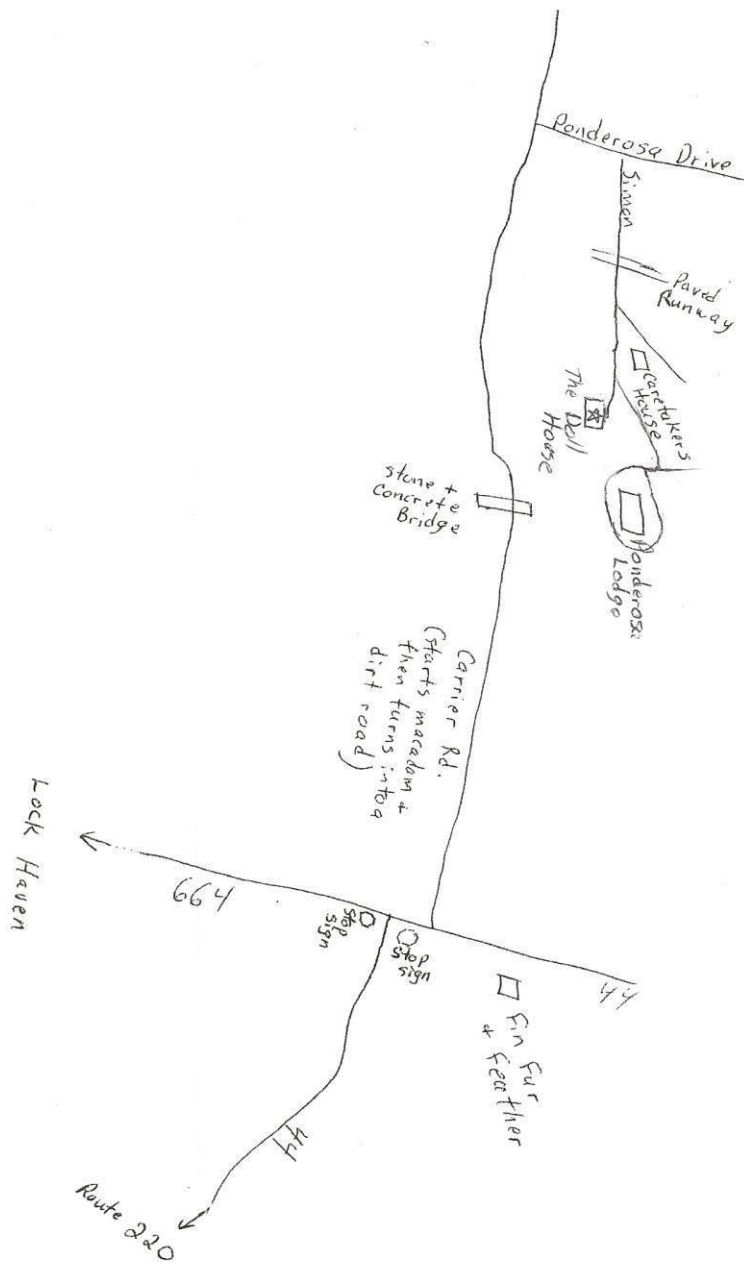 Ponderosa Drive
Simon
Paved
Runway
Caretakers
House
The Doll
House
Ponderosa
Lodge
stone +
Concrete
Bridge
Carrier Rd.
(starts macadam +
then turns into a
dirt road)
Lock Haven
664
stop
sign
stop
sign
44
Fin Fur
+ Feather
44
Route 220